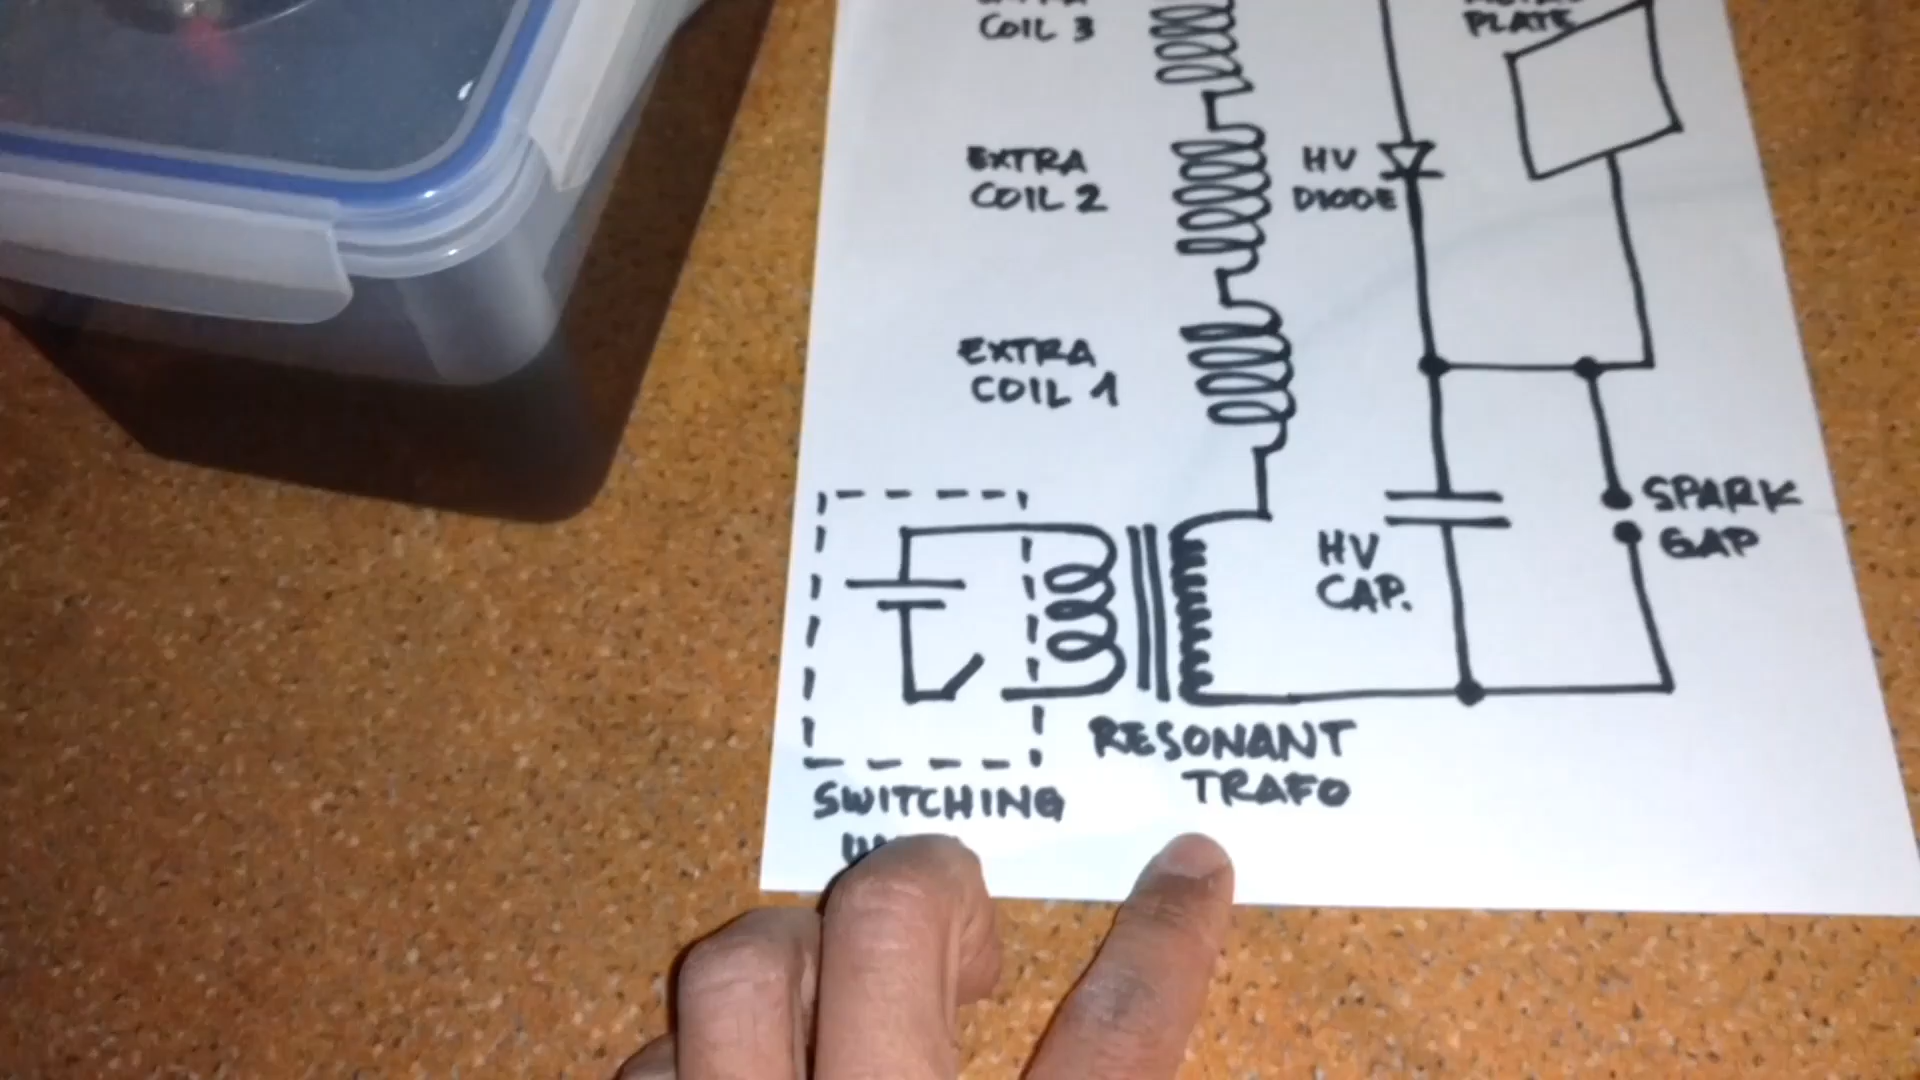 COIL 3
PLATE
EXTRA
COIL 2
HV
DIODE
EXTRA
COIL 1
SPARK
GAP
HV
CAP.
RESONANT
TRAFO
SWITCHING